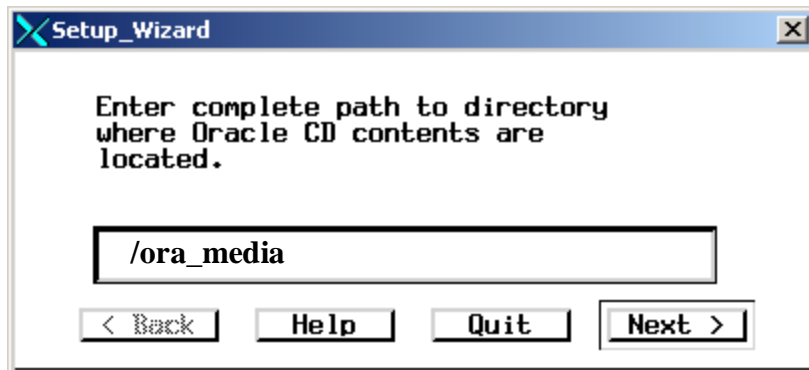 Setup_Wizard
Enter complete path to directory
where Oracle CD contents are
located.
/ora_media
< Back Help Quit Next >